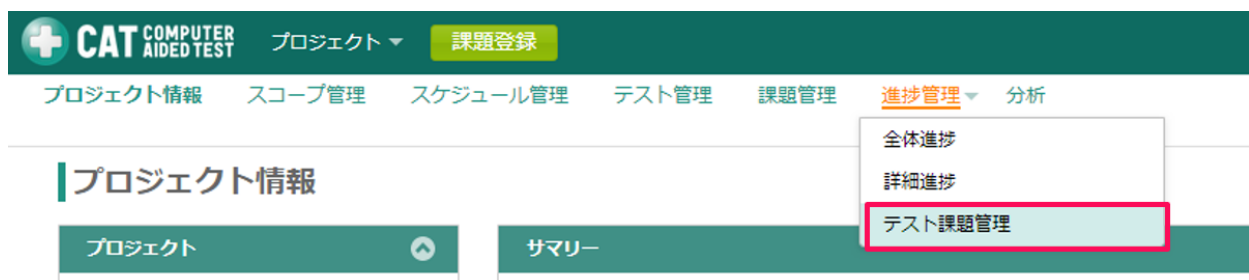 CAT COMPUTER AIDED TEST プロジェクト 課題登録
プロジェクト情報 スコープ管理 スケジュール管理 テスト管理 課題管理 進捗管理 分析
全体進捗
詳細進捗
テスト課題管理
プロジェクト情報
プロジェクト サマリー